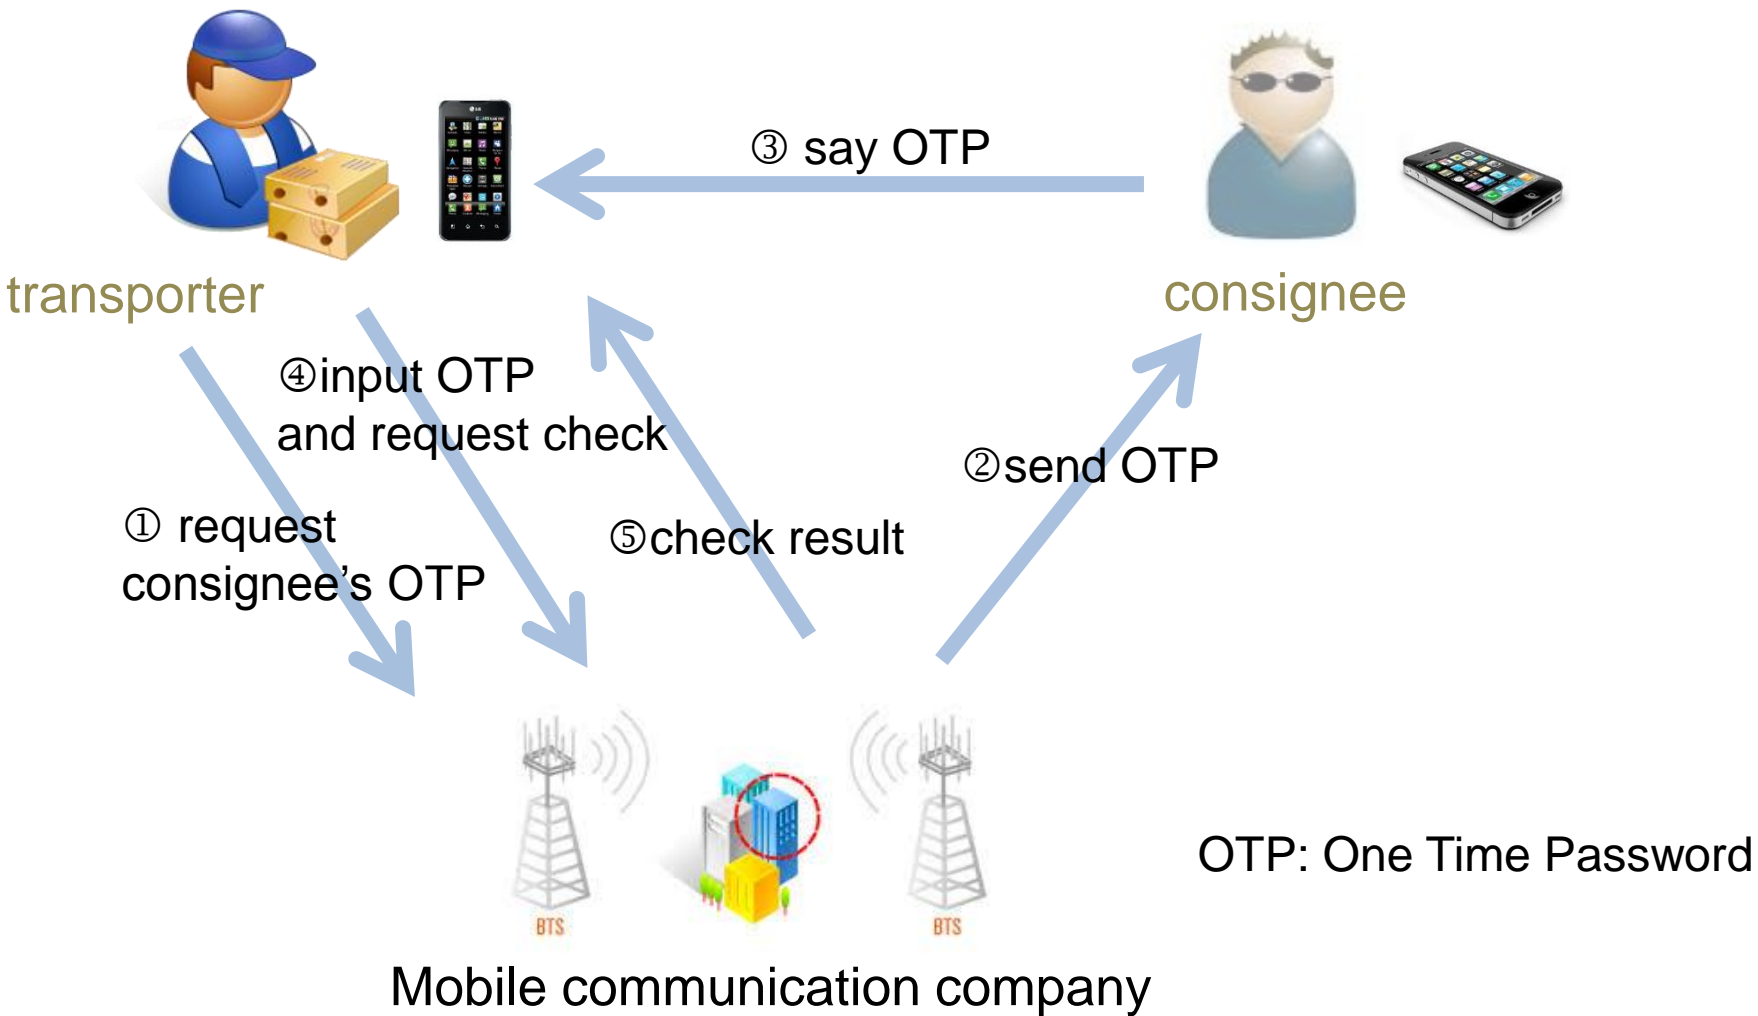 ③ say OTP
transporter
consignee
④input OTP
and request check
②send OTP
① request
consignee's OTP
⑤check result
OTP: One Time Password
BTS
BTS
Mobile communication company